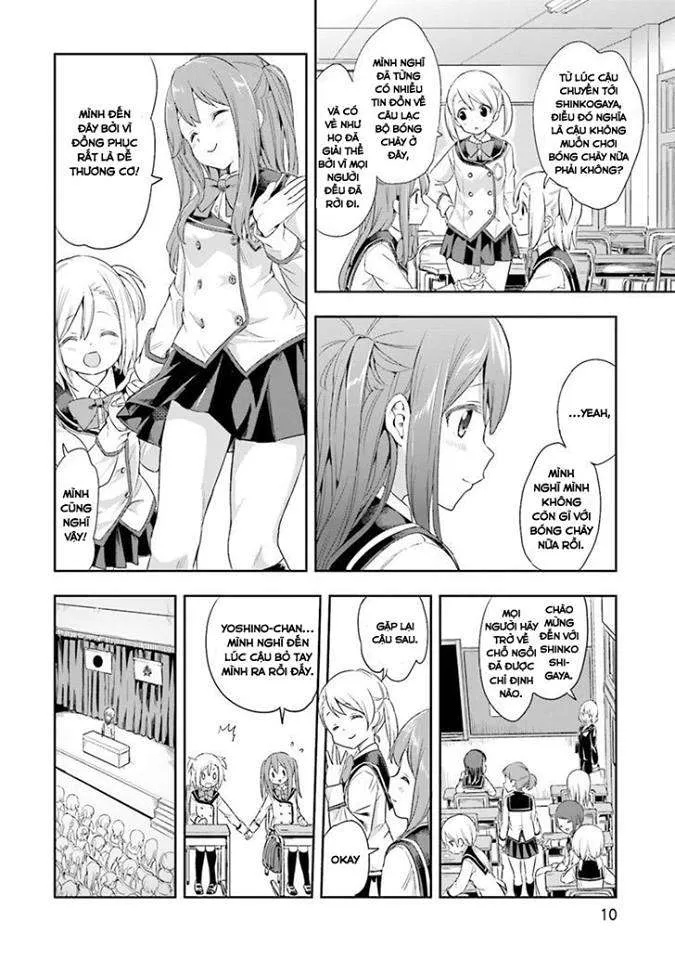 TỪ LÚC CẬU
CHUYỂN TỚI
SHINKOGAYA,
ĐIỀU ĐÓ NGHĨA
LÀ CẬU KHÔNG
MUỐN CHƠI
BÓNG CHÀY NỮA
PHẢI KHÔNG?
MÌNH NGHĨ
ĐÃ TỪNG
CÓ NHIỀU
TIN ĐỒN VỀ
CÂU LẠC
BỘ BÓNG
CHÀY Ở
ĐÂY,
VÀ CÓ
VẺ NHƯ
HỌ ĐÃ
GIẢI THỂ
BỞI VÌ MỌI
NGƯỜI
ĐỀU ĐÃ
RỜI ĐI.
MÌNH ĐẾN
ĐÂY BỞI VÌ
ĐỒNG PHỤC
RẤT LÀ DỄ
THƯƠNG CƠ!
MÌNH
CŨNG
NGHĨ
VẬY!
...YEAH,
MÌNH
NGHĨ MÌNH
KHÔNG
CÒN GÌ VỚI
BÓNG CHÀY
NỮA RỒI.
CHÀO
MỪNG
ĐẾN VỚI
SHINKO
SHI-
GAYA.
MỌI
NGƯỜI HÃY
TRỞ VỀ
CHỖ NGỒI
ĐÃ ĐƯỢC
CHỈ ĐỊNH
NÀO.
GẶP LẠI
CẬU SAU.
OKAY
YOSHINO-CHAN...
MÌNH NGHĨ ĐẾN
LÚC CẬU BỎ TAY
MÌNH RA RỒI ĐẤY.
10